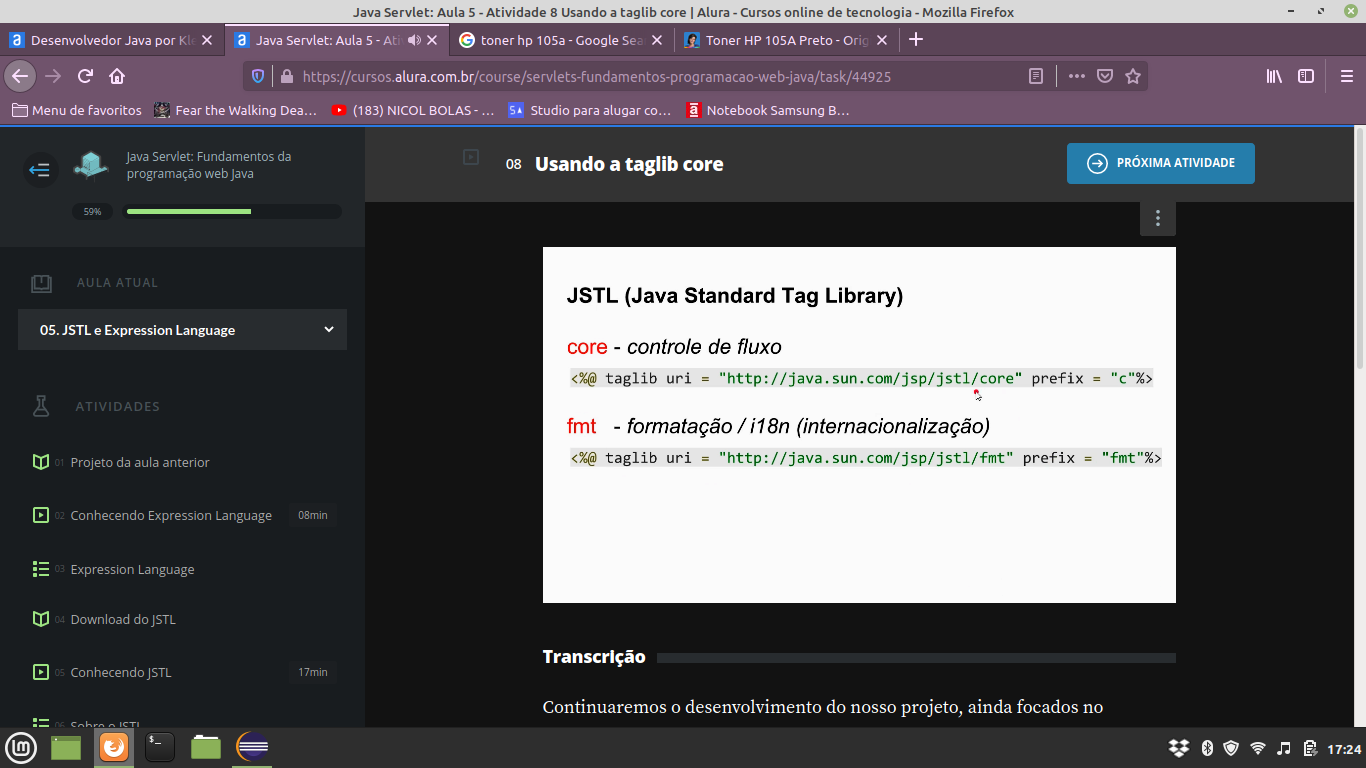 Java Servlet: Aula 5 - Atividade 8 Usando a taglib core | Alura - Cursos online de tecnologia - Mozilla Firefox
Desenvolvedor Java por Kle
Java Servlet: Aula 5 - Ati
toner hp 105a - Google Sea
Toner HP 105A Preto - Orig
https://cursos.alura.com.br/course/servlets-fundamentos-programacao-web-java/task/44925
Menu de favoritos
Fear the Walking Dea...
(183) NICOL BOLAS - ...
Studio para alugar co...
Notebook Samsung B...
Java Servlet: Fundamentos da
programação web Java
59%
08 Usando a taglib core
PRÓXIMA ATIVIDADE
AULA ATUAL
05. JSTL e Expression Language
ATIVIDADES
01 Projeto da aula anterior
02 Conhecendo Expression Language 08min
03 Expression Language
04 Download do JSTL
05 Conhecendo JSTL 17min
06 Sobre o JSTL
JSTL (Java Standard Tag Library)
core - controle de fluxo
<%@ taglib uri = "http://java.sun.com/jsp/jstl/core" prefix = "c"%>
fmt - formatação / i18n (internacionalização)
<%@ taglib uri = "http://java.sun.com/jsp/jstl/fmt" prefix = "fmt"%>
Transcrição
Continuaremos o desenvolvimento do nosso projeto, ainda focados no
17:24